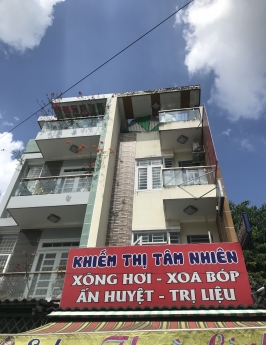 KHIẾM THỊ TÂM NHIÊN
XÔNG HƠI - XOA BÓP
ẤN HUYỆT - TRỊ LIỆU